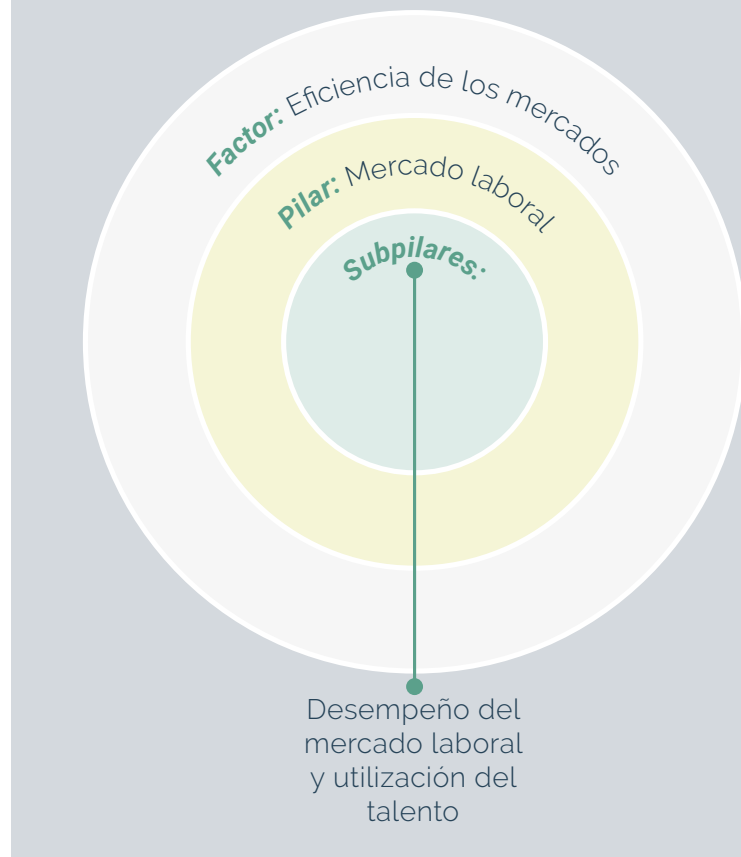 Factor: Eficiencia de los mercados
Pilar: Mercado laboral
Subpilares:
Desempeño del
mercado laboral
y utilización del
talento